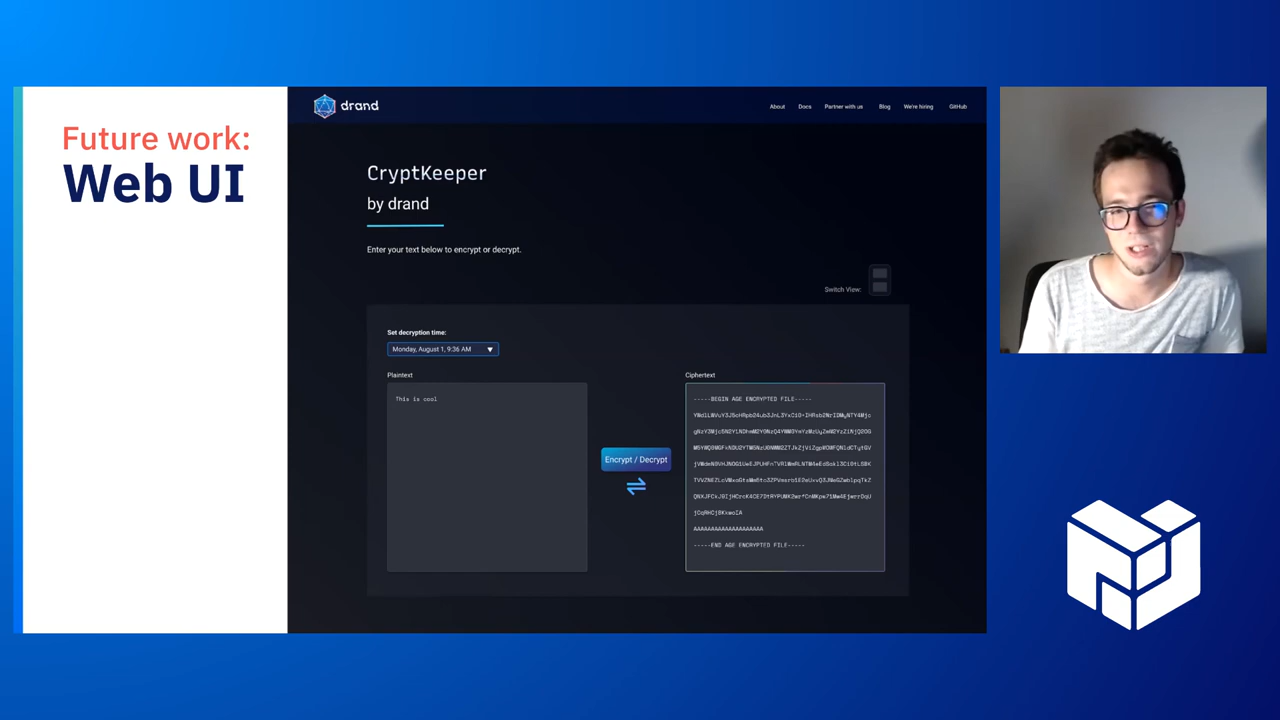 Future work:
Web UI
drand
About
Docs
Partner with us
Blog
We're hiring
GitHub
CryptKeeper
by drand
Enter your text below to encrypt or decrypt.
Switch View:
Set decryption time:
Monday, August 1, 9:36 AM
Plaintext
Ciphertext
This is cool
Encrypt / Decrypt
-----BEGIN AGE ENCRYPTED FILE-----
AAAAAAAAAAAAAAAAAAAA
-----END AGE ENCRYPTED FILE-----